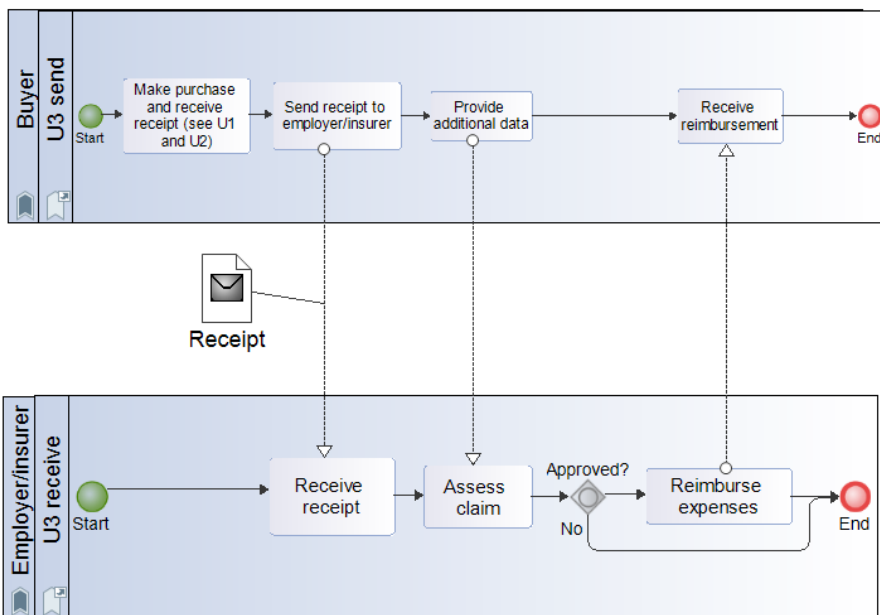 Buyer
U3 send
Start
Make purchase
and receive
receipt (see U1
and U2)
Send receipt to
employer/insurer
Provide
additional data
Receive
reimbursement
End
Receipt
Employer/insurer
U3 receive
Start
Receive
receipt
Assess
claim
Approved?
No
Reimburse
expenses
End